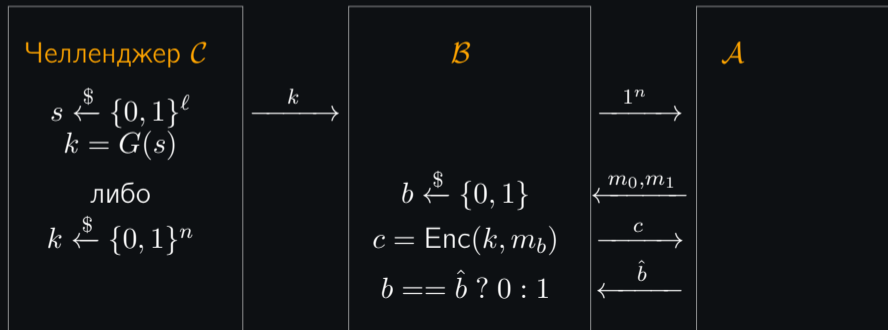 Челленджер 𝒞
s ←$ {0, 1}^ℓ
k = G(s)
либо
k ←$ {0, 1}^n
k
ℬ
b ←$ {0, 1}
c = Enc(k, m_b)
b == b̂ ? 0 : 1
1^n
m_0,m_1
c
b̂
𝒜